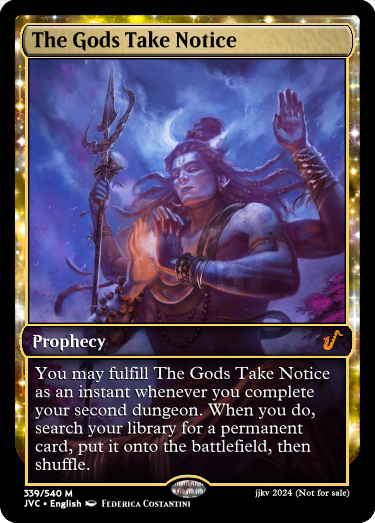 The Gods Take Notice
Prophecy
You may fulfill The Gods Take Notice
as an instant whenever you complete
your second dungeon. When you do,
search your library for a permanent
card, put it onto the battlefield, then
shuffle.
339/540 M
jjkv 2024 (Not for sale)
JVC • English Federica Costantini